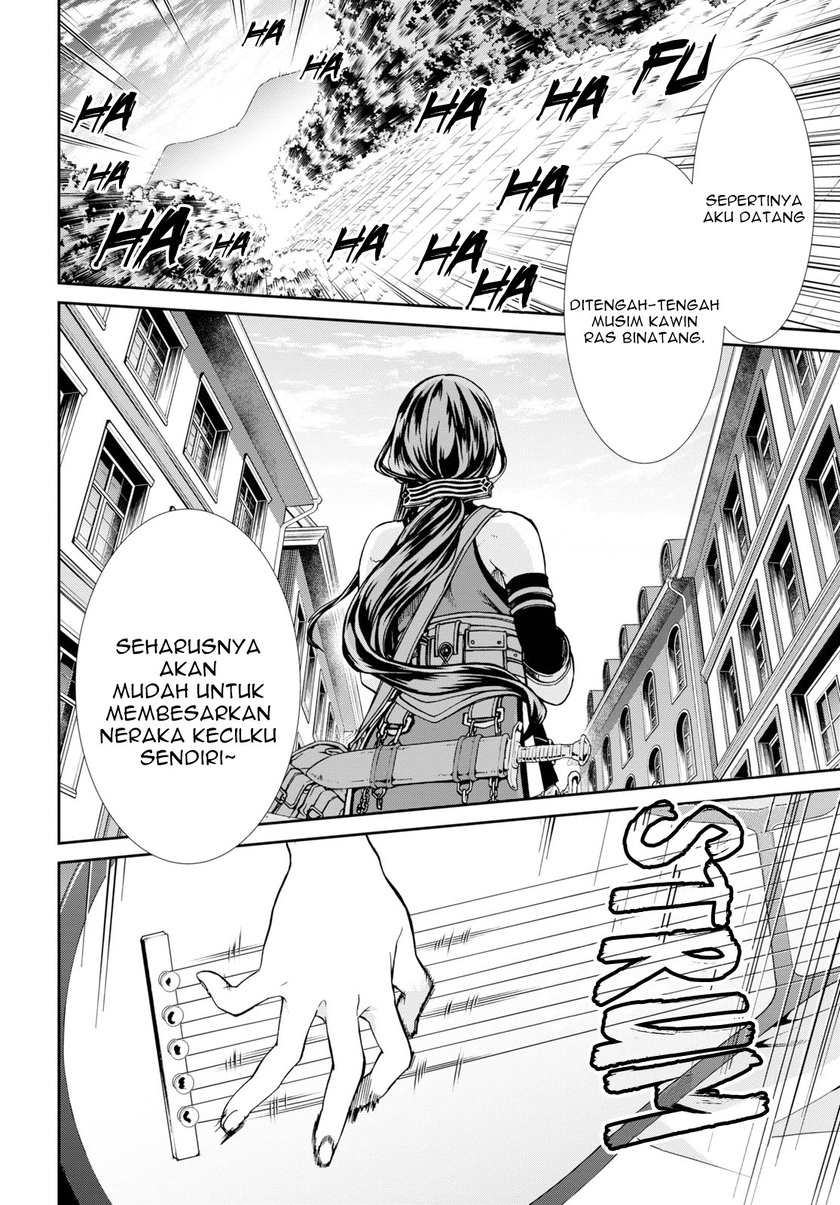 HA
HA
HA
FU
HA
HA
HA
HA
HA
HA
HA
HA
HA
HA
SEPERTINYA
AKU DATANG
DITENGAH-TENGAH
MUSIM KAWIN
RAS BINATANG.
SEHARUSNYA
AKAN
MUDAH UNTUK
MEMBESARKAN
NERAKA KECILKU
SENDIRI~
STRUM